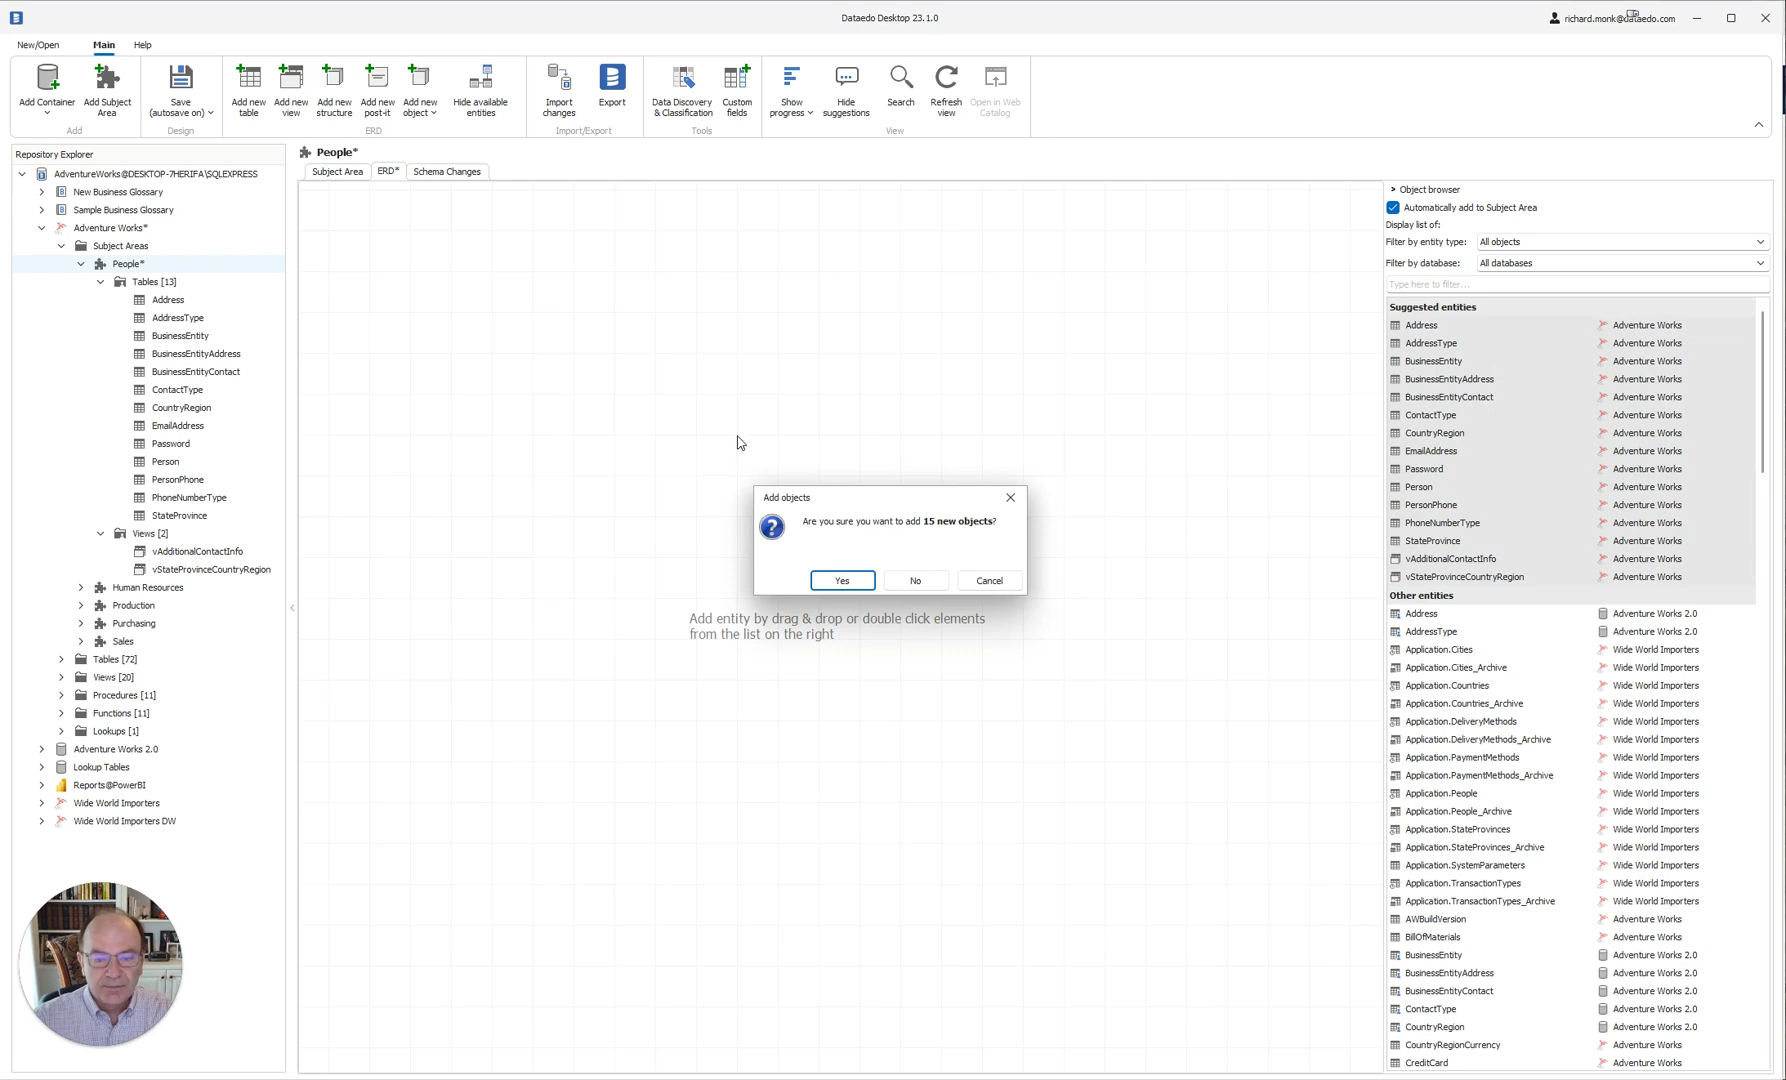 Dataedo Desktop 23.1.0
richard.monk@dataedo.com
New/Open
Main
Help
Add Container
Add Subject Area
Save (autosave on)
Add new table
Add new view
Add new structure
Add new post-it
Add new object
Hide available entities
Import changes
Export
Data Discovery & Classification
Custom fields
Show progress
Hide suggestions
Search
Refresh view
Open in Web Catalog
Add
Design
ERD
Import/Export
Tools
View
Repository Explorer
AdventureWorks@DESKTOP-7HERIFA\SQLEXPRESS
New Business Glossary
Sample Business Glossary
Adventure Works*
Subject Areas
People*
Tables [13]
Address
AddressType
BusinessEntity
BusinessEntityAddress
BusinessEntityContact
ContactType
CountryRegion
EmailAddress
Password
Person
PersonPhone
PhoneNumberType
StateProvince
Views [2]
vAdditionalContactInfo
vStateProvinceCountryRegion
Human Resources
Production
Purchasing
Sales
Tables [72]
Views [20]
Procedures [11]
Functions [11]
Lookups [1]
Adventure Works 2.0
Lookup Tables
Reports@PowerBI
Wide World Importers
Wide World Importers DW
People*
Subject Area
ERD*
Schema Changes
Add objects
Are you sure you want to add 15 new objects?
Yes
No
Cancel
Add entity by drag & drop or double click elements
from the list on the right
Object browser
Automatically add to Subject Area
Display list of:
Filter by entity type: All objects
Filter by database: All databases
Type here to filter...
Suggested entities
Address Adventure Works
AddressType Adventure Works
BusinessEntity Adventure Works
BusinessEntityAddress Adventure Works
BusinessEntityContact Adventure Works
ContactType Adventure Works
CountryRegion Adventure Works
EmailAddress Adventure Works
Password Adventure Works
Person Adventure Works
PersonPhone Adventure Works
PhoneNumberType Adventure Works
StateProvince Adventure Works
vAdditionalContactInfo Adventure Works
vStateProvinceCountryRegion Adventure Works
Other entities
Address Adventure Works 2.0
AddressType Adventure Works 2.0
Application.Cities Wide World Importers
Application.Cities_Archive Wide World Importers
Application.Countries Wide World Importers
Application.Countries_Archive Wide World Importers
Application.DeliveryMethods Wide World Importers
Application.DeliveryMethods_Archive Wide World Importers
Application.PaymentMethods Wide World Importers
Application.PaymentMethods_Archive Wide World Importers
Application.People Wide World Importers
Application.People_Archive Wide World Importers
Application.StateProvinces Wide World Importers
Application.StateProvinces_Archive Wide World Importers
Application.SystemParameters Wide World Importers
Application.TransactionTypes Wide World Importers
Application.TransactionTypes_Archive Wide World Importers
AWBuildVersion Adventure Works
BillOfMaterials Adventure Works
BusinessEntity Adventure Works 2.0
BusinessEntityAddress Adventure Works 2.0
BusinessEntityContact Adventure Works 2.0
ContactType Adventure Works 2.0
CountryRegion Adventure Works 2.0
CountryRegionCurrency Adventure Works
CreditCard Adventure Works